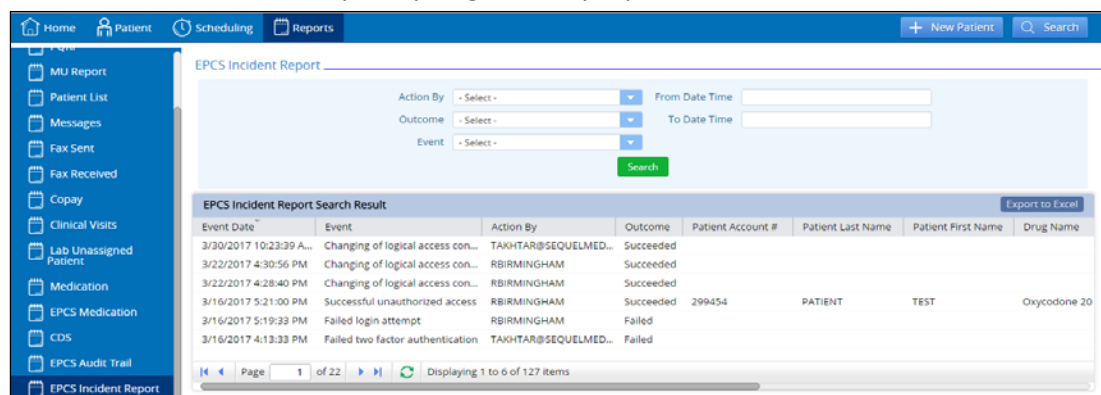 Home Patient Scheduling Reports + New Patient Search
MU Report
Patient List
Messages
Fax Sent
Fax Received
Copay
Clinical Visits
Lab Unassigned
Patient
Medication
EPCS Medication
CDS
EPCS Audit Trail
EPCS Incident Report
EPCS Incident Report
Action By - Select - From Date Time
Outcome - Select - To Date Time
Event - Select -
Search
EPCS Incident Report Search Result Export to Excel
Event Date Event Action By Outcome Patient Account # Patient Last Name Patient First Name Drug Name
3/30/2017 10:23:39 A... Changing of logical access con... TAKHTAR@SEQUELMED... Succeeded
3/22/2017 4:30:56 PM Changing of logical access con... RBIRMINGHAM Succeeded
3/22/2017 4:28:40 PM Changing of logical access con... RBIRMINGHAM Succeeded
3/16/2017 5:21:00 PM Successful unauthorized access RBIRMINGHAM Succeeded 299454 PATIENT TEST Oxycodone 20
3/16/2017 5:19:33 PM Failed login attempt RBIRMINGHAM Failed
3/16/2017 4:13:33 PM Failed two factor authentication TAKHTAR@SEQUELMED... Failed
Page 1 of 22 Displaying 1 to 6 of 127 items